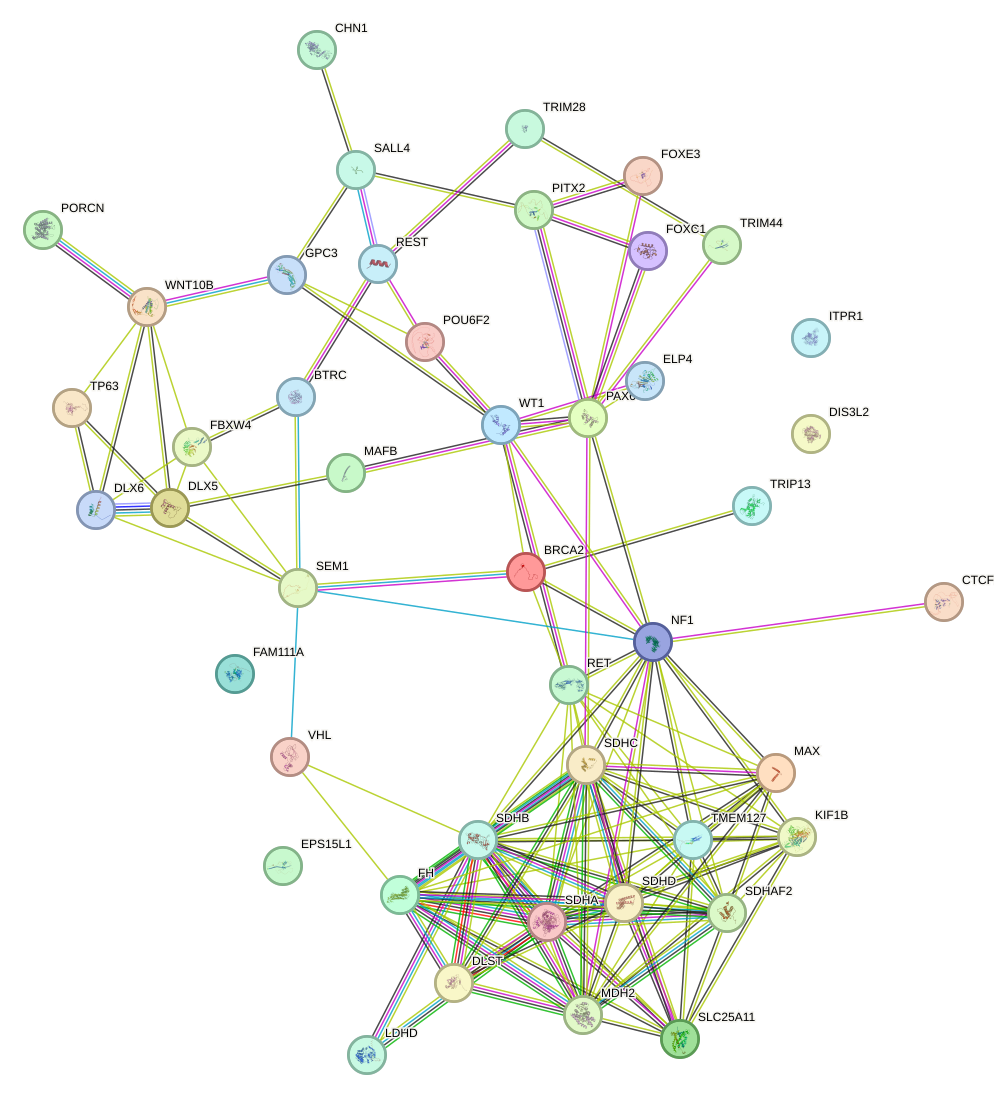 CHN1
TRIM28
SALL4
FOXE3
PITX2
PORCN
TRIM44
FOXC1
REST
GPC3
WNT10B
ITPR1
POU6F2
ELP4
BTRC
TP63
PAX6
WT1
DIS3L2
FBXW4
MAFB
TRIP13
DLX6
DLX5
BRCA2
SEM1
CTCF
NF1
FAM111A
RET
VHL
SDHC
MAX
SDHB
TMEM127
KIF1B
EPS15L1
FH
SDHD
SDHAF2
SDHA
DLST
MDH2
SLC25A11
LDHD